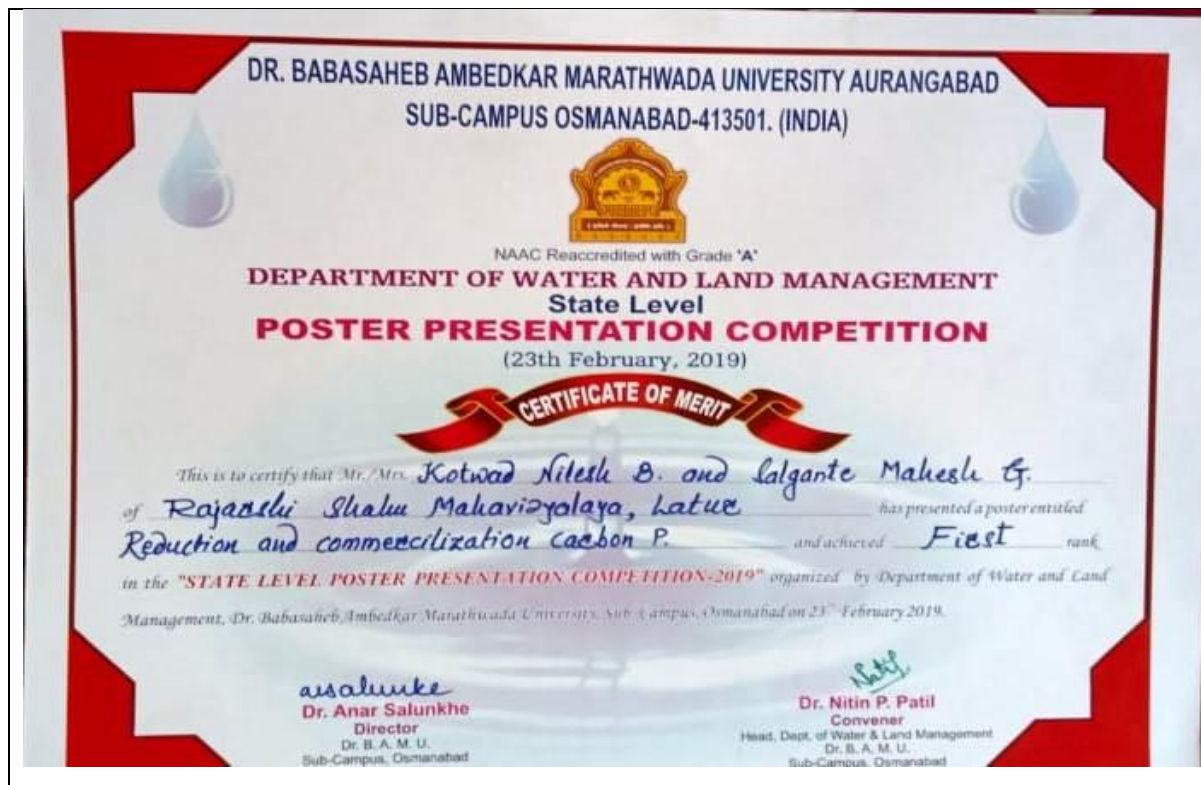 DR. BABASAHEB AMBEDKAR MARATHWADA UNIVERSITY AURANGABAD
SUB-CAMPUS OSMANABAD-413501. (INDIA)
NAAC Reaccredited with Grade 'A'
DEPARTMENT OF WATER AND LAND MANAGEMENT
State Level
POSTER PRESENTATION COMPETITION
(23th February, 2019)
CERTIFICATE OF MERIT
This is to certify that Mr./Mrs. Kotwad Nilesh B. and Salgante Mahesh G.
of Rajarshi Shahu Mahavidyalaya, Latur has presented a poster entitled
Reduction and commercilization carbon P. and achieved First rank
in the "STATE LEVEL POSTER PRESENTATION COMPETITION-2019" organized by Department of Water and Land
Management, Dr. Babasaheb Ambedkar Marathwada University, Sub-Campus, Osmanabad on 23th February 2019.
aisalunke
Dr. Anar Salunkhe
Director
Dr. B. A. M. U.
Sub-Campus, Osmanabad
Dr. Nitin P. Patil
Convener
Head, Dept. of Water & Land Management
Dr. B. A. M. U.
Sub-Campus, Osmanabad